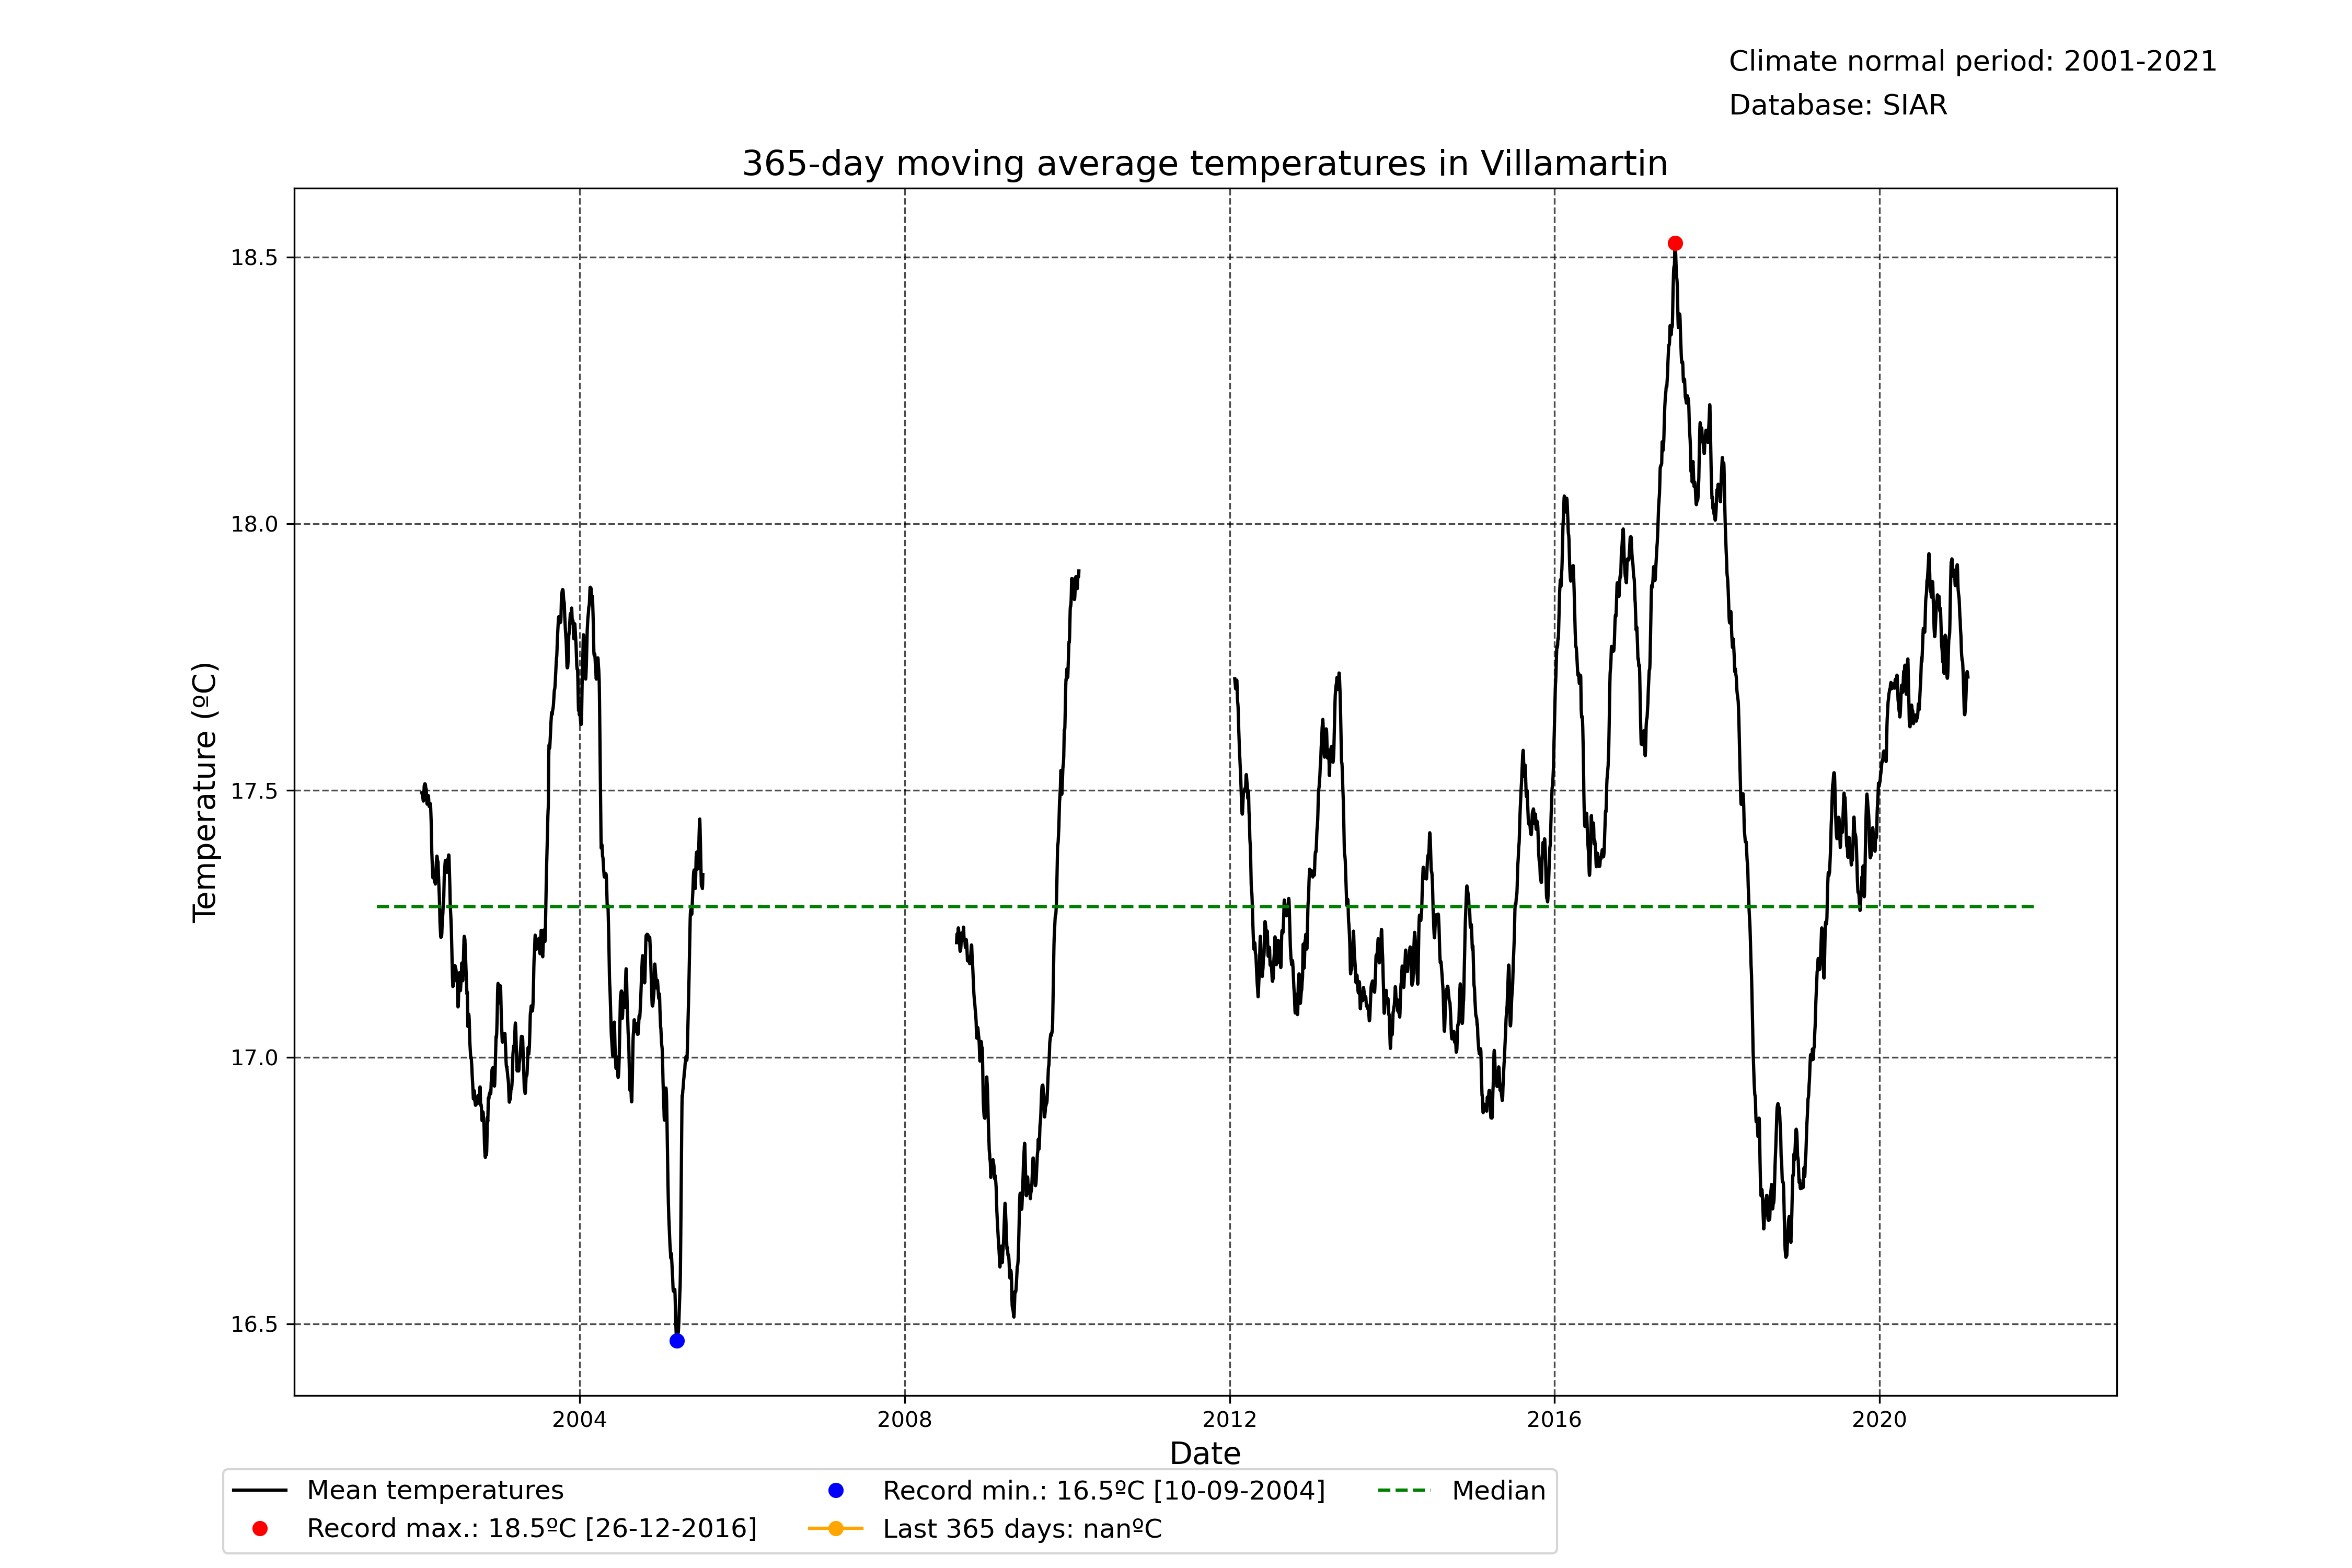 Climate normal period: 2001-2021
Database: SIAR
365-day moving average temperatures in Villamartin
Temperature (ºC)
18.5
18.0
17.5
17.0
16.5
2004
2008
2012
2016
2020
Date
Mean temperatures
Record max.: 18.5ºC [26-12-2016]
Record min.: 16.5ºC [10-09-2004]
Last 365 days: nanºC
Median